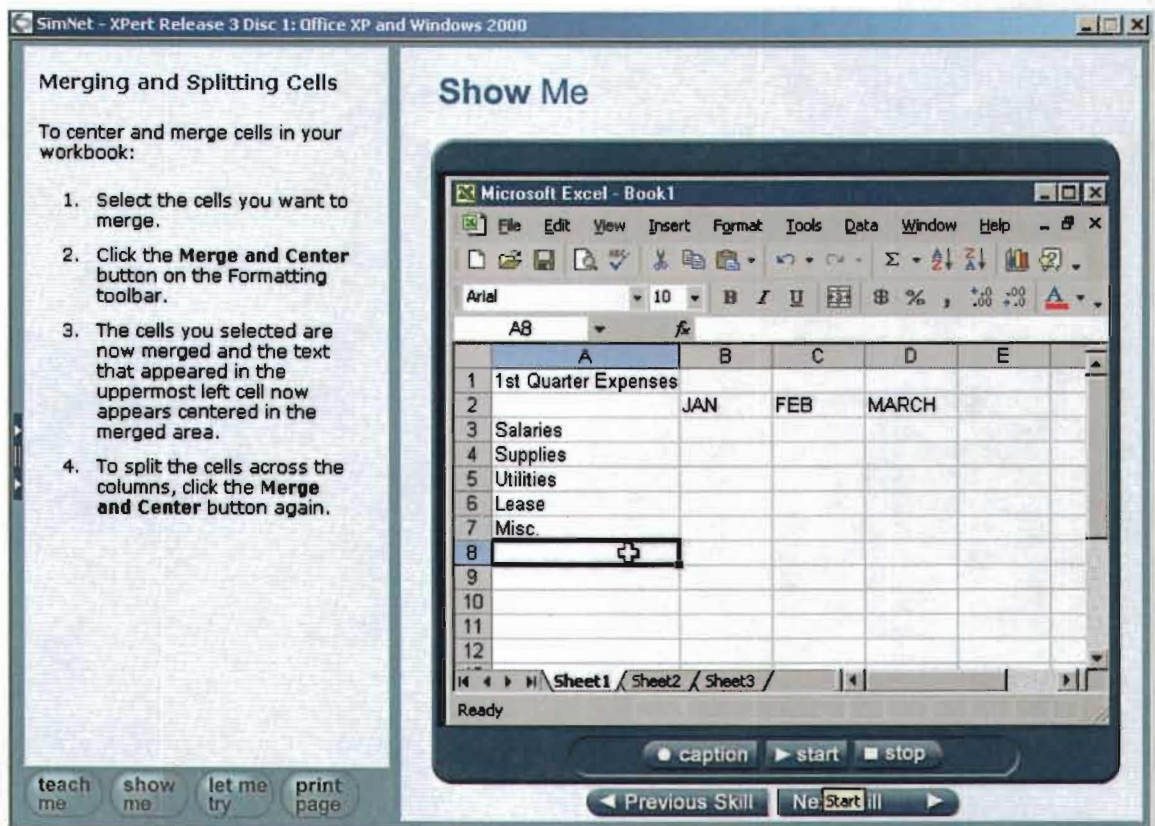 SimNet - XPert Release 3 Disc 1: Office XP and Windows 2000
Merging and Splitting Cells
To center and merge cells in your
workbook:
1. Select the cells you want to
merge.
2. Click the Merge and Center
button on the Formatting
toolbar.
3. The cells you selected are
now merged and the text
that appeared in the
uppermost left cell now
appears centered in the
merged area.
4. To split the cells across the
columns, click the Merge
and Center button again.
teach me
show me
let me try
print page
Show Me
Microsoft Excel - Book1
File Edit View Insert Format Tools Data Window Help
Arial 10 B I U $ % , .00 .0
A8 fx
A B C D E
1 1st Quarter Expenses
2 JAN FEB MARCH
3 Salaries
4 Supplies
5 Utilities
6 Lease
7 Misc.
8
9
10
11
12
Sheet1 / Sheet2 / Sheet3 /
Ready
caption start stop
Previous Skill Ne Start ill